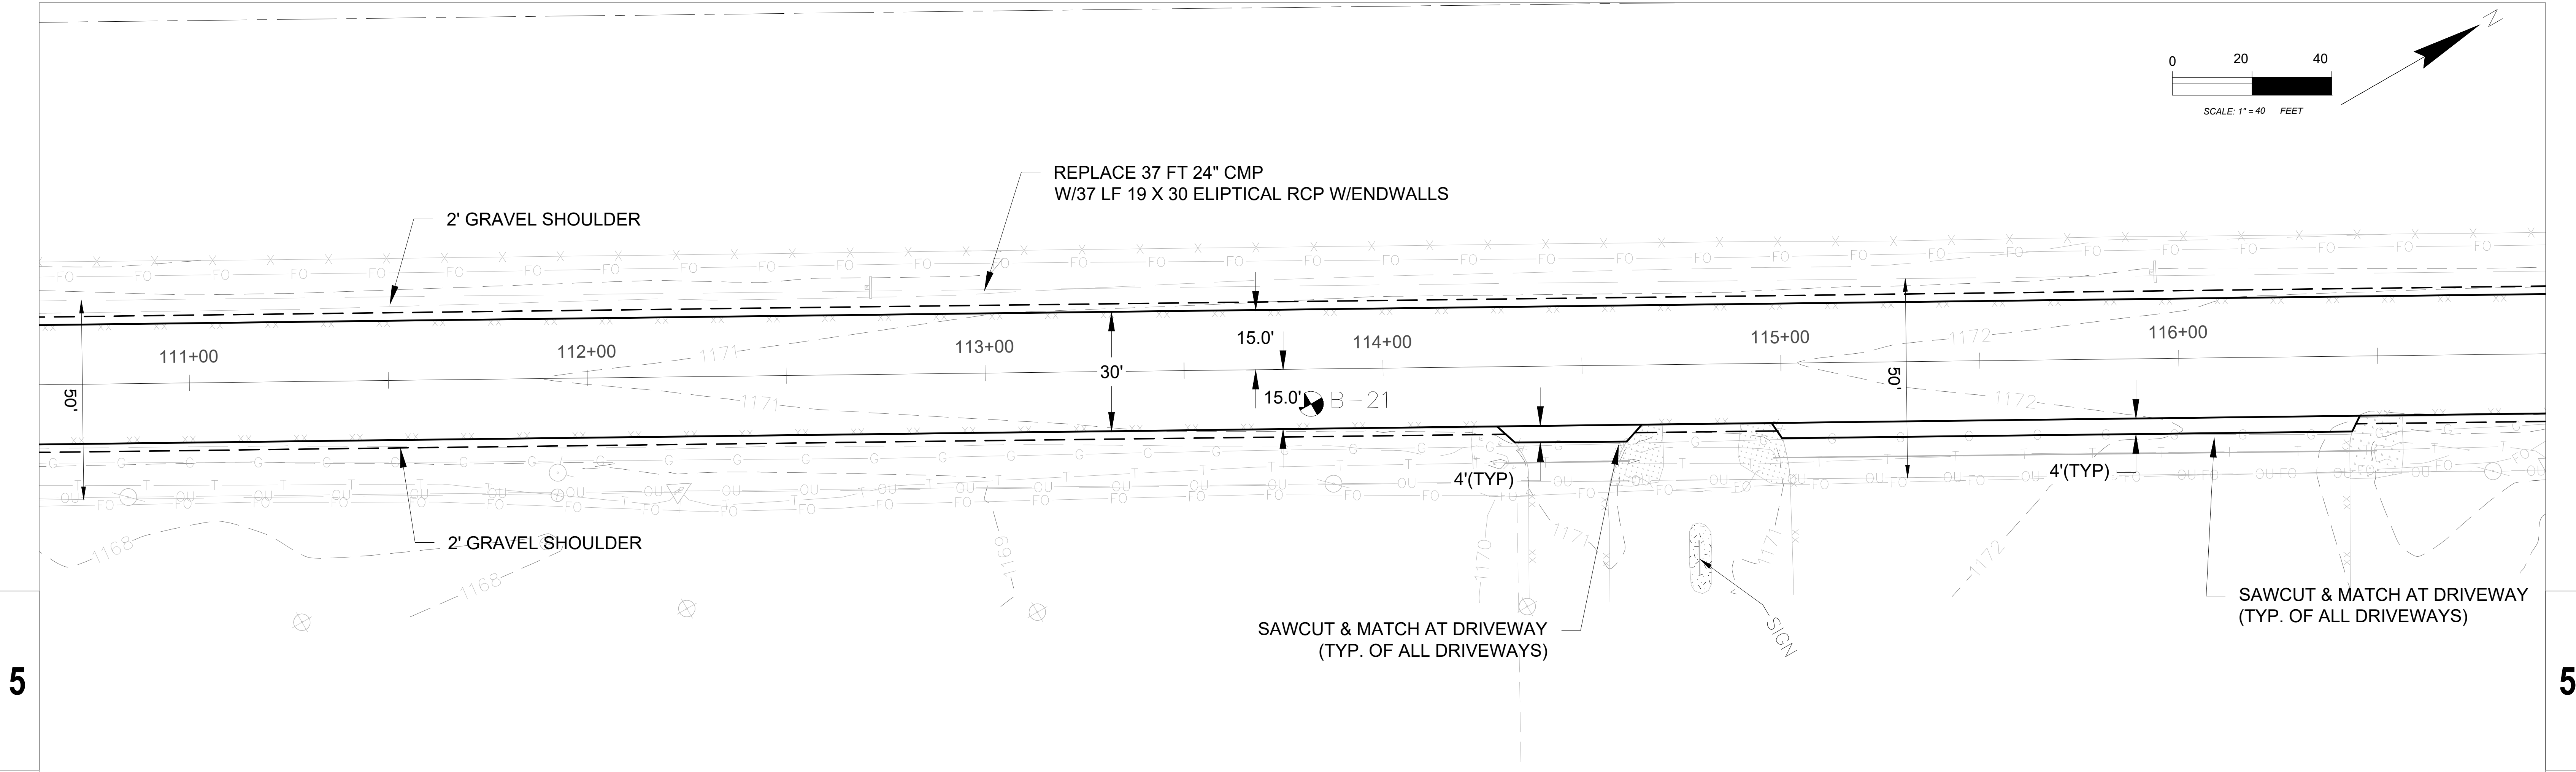 N
0 20 40
SCALE: 1" = 40 FEET
REPLACE 37 FT 24" CMP
W/37 LF 19 X 30 ELIPTICAL RCP W/ENDWALLS
2' GRAVEL SHOULDER
111+00
112+00
113+00
114+00
115+00
116+00
1171
1172
15.0'
30'
15.0'
B-21
50'
50'
1171
1172
4'(TYP)
4'(TYP)
2' GRAVEL SHOULDER
1168
1168
1169
1170
1171
1171
1172
SIGN
SAWCUT & MATCH AT DRIVEWAY
(TYP. OF ALL DRIVEWAYS)
SAWCUT & MATCH AT DRIVEWAY
(TYP. OF ALL DRIVEWAYS)
5
5